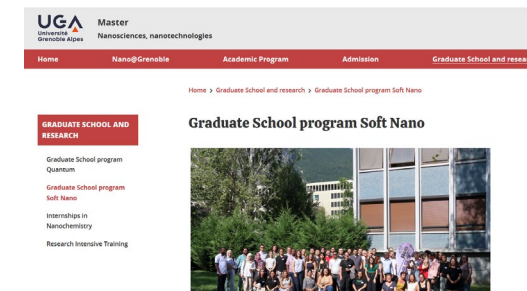 UGA
Université
Grenoble Alpes
Master
Nanosciences, nanotechnologies
Home
Nano@Grenoble
Academic Program
Admission
Graduate School and resear
Home > Graduate School and research > Graduate School program Soft Nano
GRADUATE SCHOOL AND
RESEARCH
Graduate School program
Quantum
Graduate School program
Soft Nano
Internships in
Nanochemistry
Research Intensive Training
Graduate School program Soft Nano